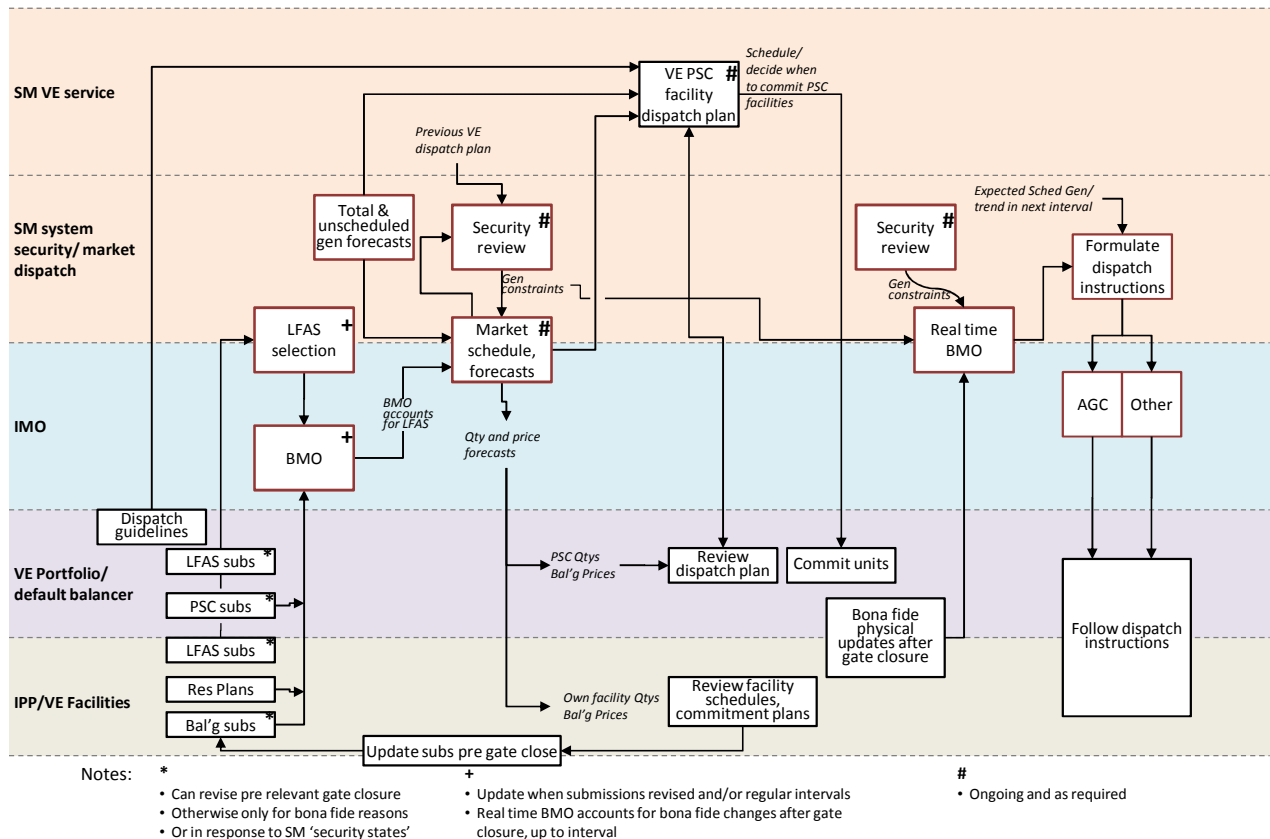 SM VE service
VE PSC
facility
dispatch plan
#
Schedule/
decide when
to commit PSC
facilities
Previous VE
dispatch plan
SM system
security/ market
dispatch
Total &
unscheduled
gen forecasts
Security
review
#
Gen
constraints
Security
review
#
Gen
constraints
Expected Sched Gen/
trend in next interval
Formulate
dispatch
instructions
LFAS
selection
+
Market
schedule,
forecasts
#
Real time
BMO
IMO
BMO
+
BMO
accounts
for LFAS
Qty and price
forecasts
AGC
Other
Dispatch
guidelines
VE Portfolio/
default balancer
LFAS subs
*
PSC subs
*
PSC Qtys
Bal'g Prices
Review
dispatch plan
Commit units
Bona fide
physical
updates after
gate closure
Follow dispatch
instructions
IPP/VE Facilities
LFAS subs
*
Res Plans
Bal'g subs
*
Own facility Qtys
Bal'g Prices
Review facility
schedules,
commitment plans
Update subs pre gate close
Notes:
*
• Can revise pre relevant gate closure
• Otherwise only for bona fide reasons
• Or in response to SM 'security states'
+
• Update when submissions revised and/or regular intervals
• Real time BMO accounts for bona fide changes after gate
closure, up to interval
#
• Ongoing and as required